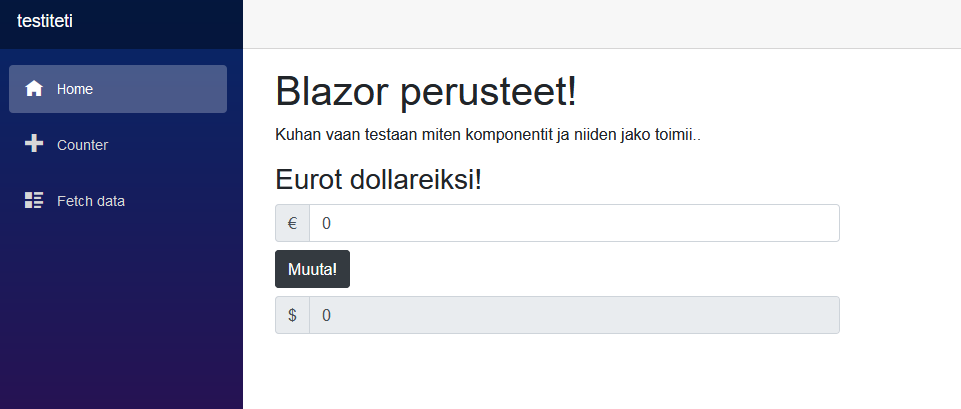 testiteti
Home
Counter
Fetch data
Blazor perusteet!
Kuhan vaan testaan miten komponentit ja niiden jako toimii..
Eurot dollareiksi!
€ 0
Muuta!
$ 0